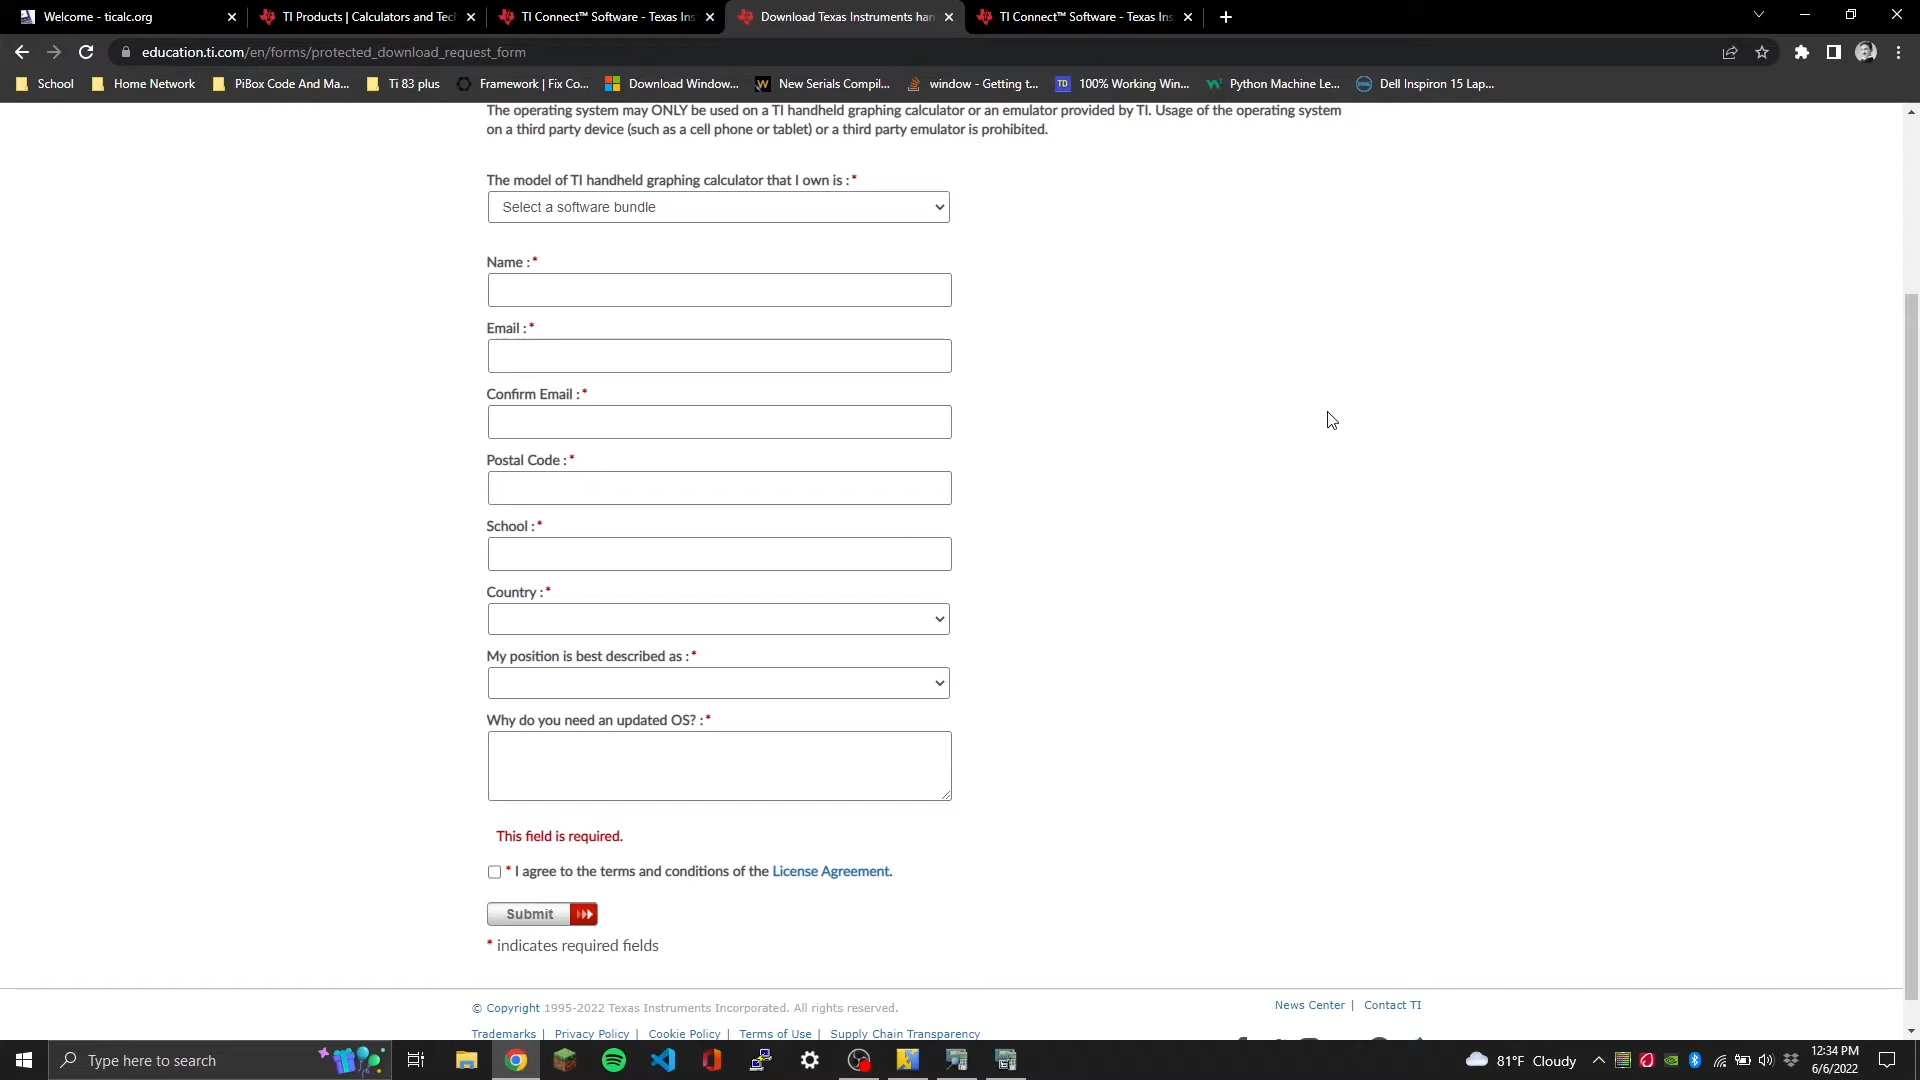 Welcome - ticalc.org
TI Products | Calculators and Tech
TI Connect™ Software - Texas Ins
Download Texas Instruments han
TI Connect™ Software - Texas Ins
education.ti.com/en/forms/protected_download_request_form
School
Home Network
PiBox Code And Ma...
Ti 83 plus
Framework | Fix Co...
Download Window...
New Serials Compil...
window - Getting t...
TD
100% Working Win...
Python Machine Le...
Dell Inspiron 15 Lap...
The operating system may ONLY be used on a TI handheld graphing calculator or an emulator provided by TI. Usage of the operating system
on a third party device (such as a cell phone or tablet) or a third party emulator is prohibited.
The model of TI handheld graphing calculator that I own is :*
Select a software bundle
Name :*
Email :*
Confirm Email :*
Postal Code :*
School :*
Country :*
My position is best described as :*
Why do you need an updated OS? :*
This field is required.
* I agree to the terms and conditions of the License Agreement.
Submit
* indicates required fields
© Copyright 1995-2022 Texas Instruments Incorporated. All rights reserved.
News Center | Contact TI
Trademarks | Privacy Policy | Cookie Policy | Terms of Use | Supply Chain Transparency
Type here to search
81°F Cloudy
12:34 PM
6/6/2022